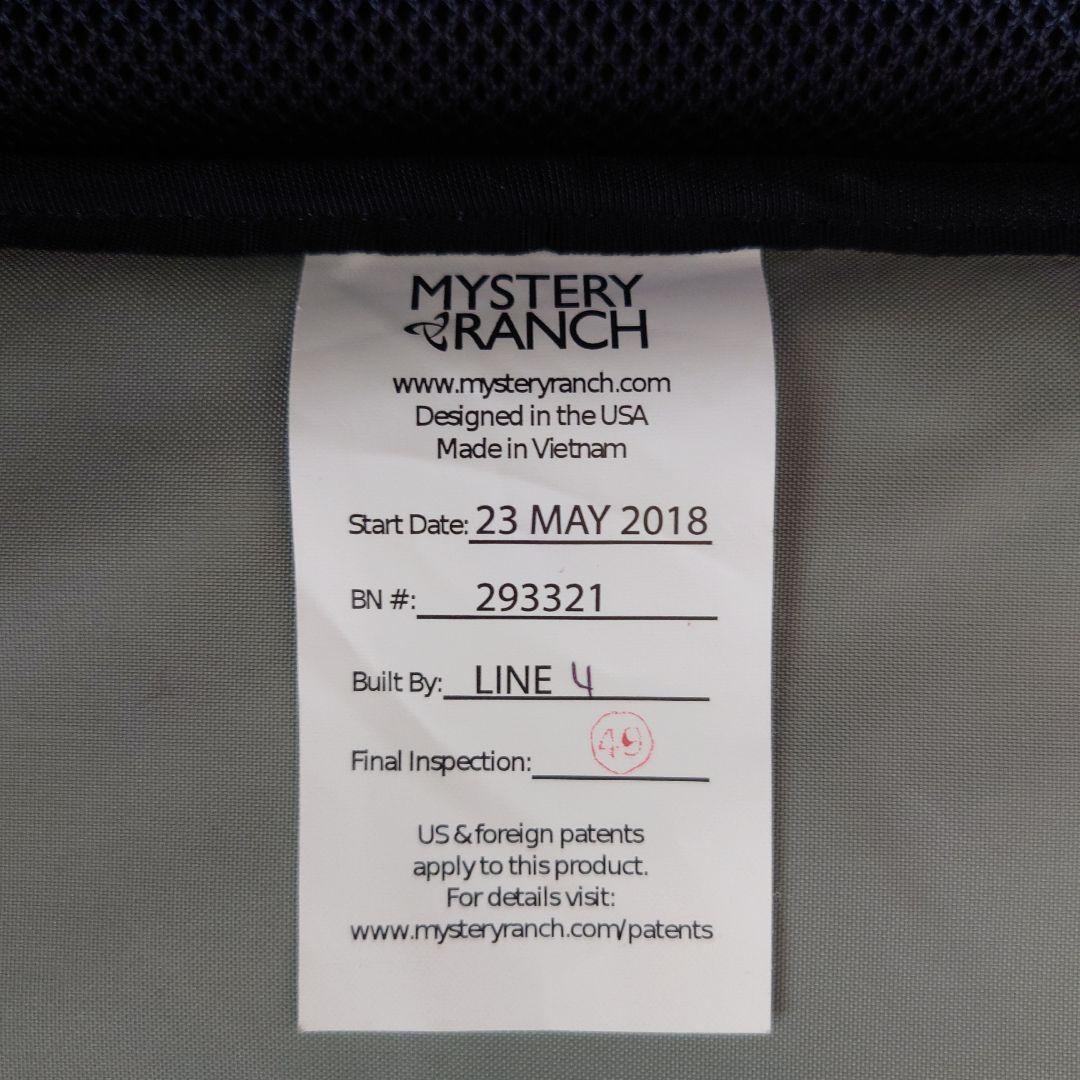 MYSTERY
RANCH
www.mysteryranch.com
Designed in the USA
Made in Vietnam
Start Date: 23 MAY 2018
BN #: 293321
Built By: LINE 4
Final Inspection: 49
US & foreign patents
apply to this product.
For details visit:
www.mysteryranch.com/patents